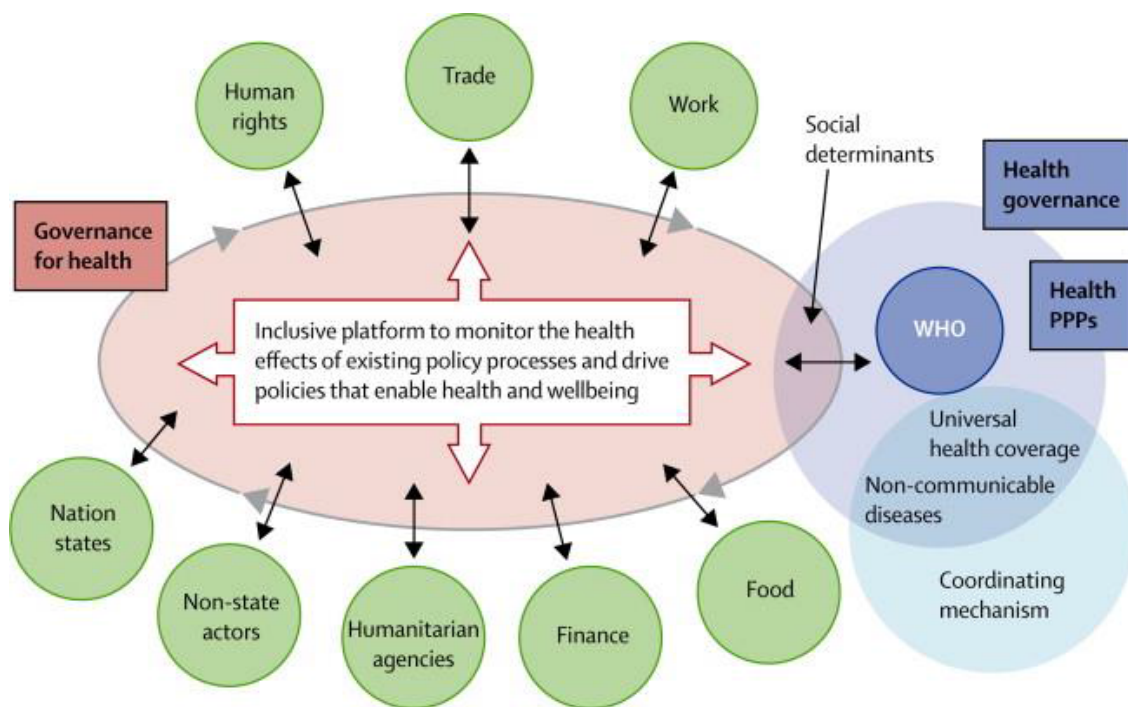 Human
rights
Trade
Work
Social
determinants
Health
governance
Governance
for health
Health
PPPs
WHO
Inclusive platform to monitor the health
effects of existing policy processes and drive
policies that enable health and wellbeing
Universal
health coverage
Non-communicable
diseases
Nation
states
Non-state
actors
Humanitarian
agencies
Finance
Food
Coordinating
mechanism